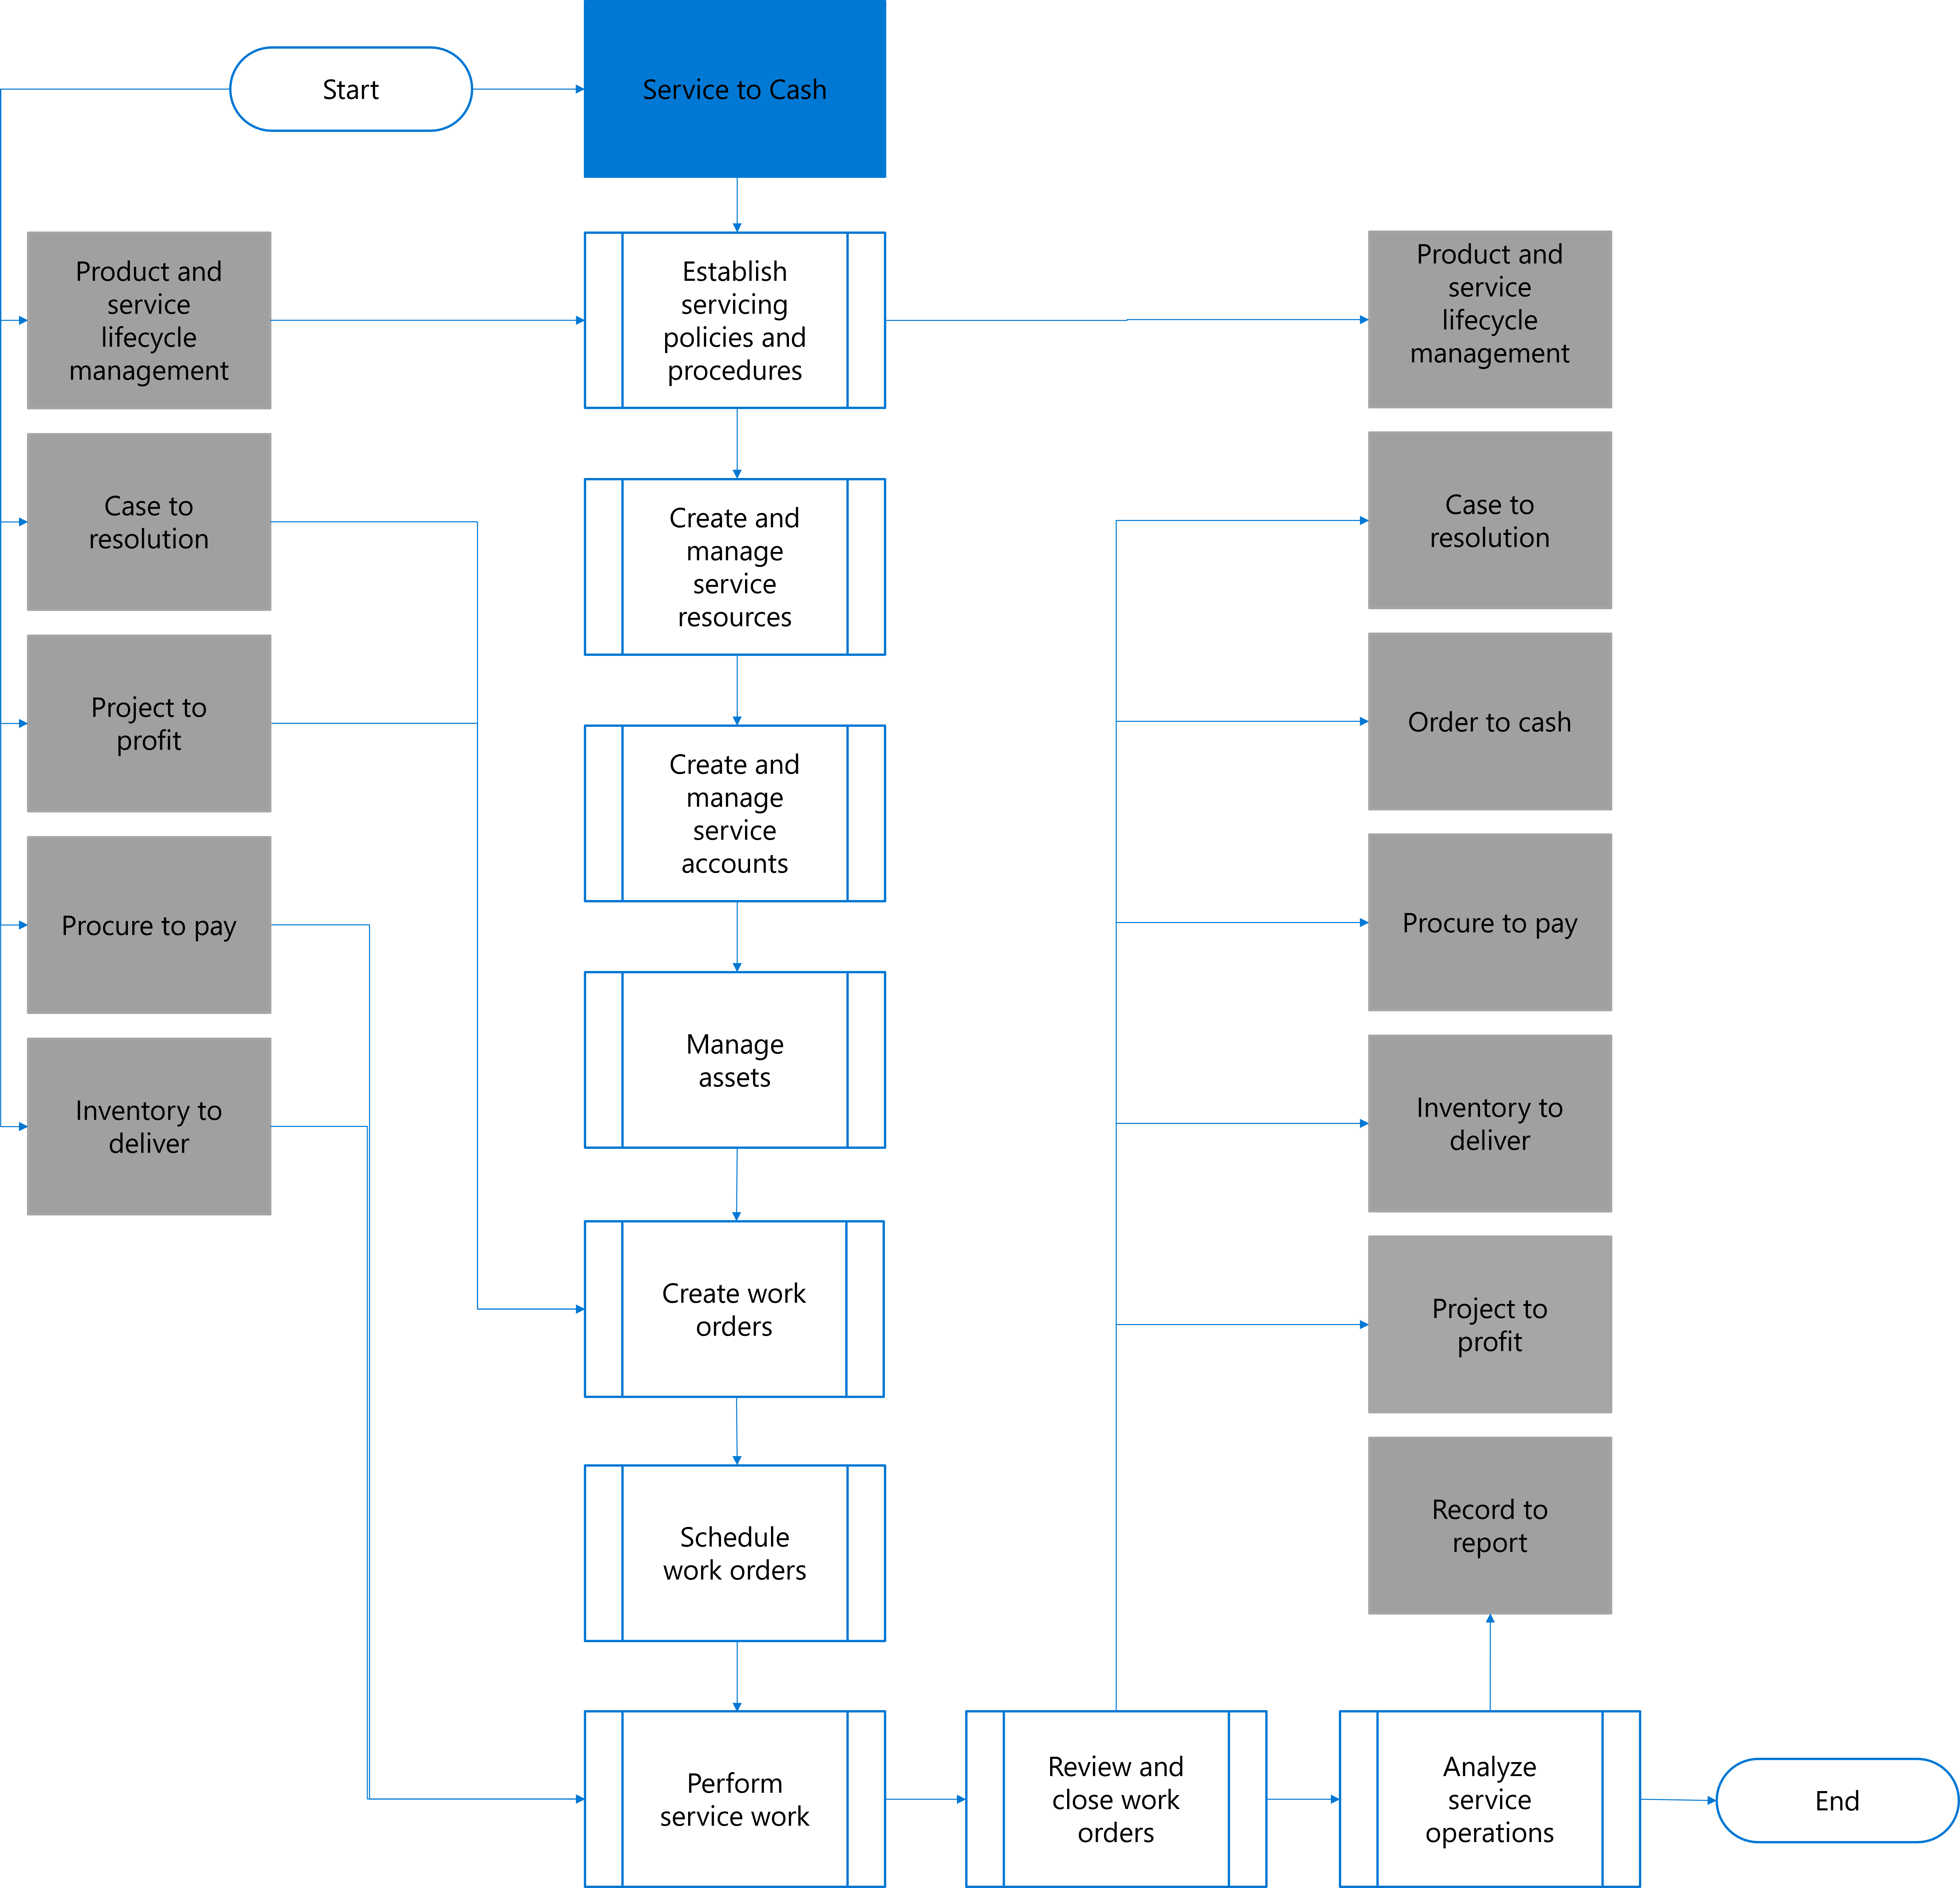 Start
Service to Cash
Product and
service
lifecycle
management
Case to
resolution
Project to
profit
Procure to pay
Inventory to
deliver
Establish
servicing
policies and
procedures
Create and
manage
service
resources
Create and
manage
service
accounts
Manage
assets
Create work
orders
Schedule
work orders
Perform
service work
Review and
close work
orders
Product and
service
lifecycle
management
Case to
resolution
Order to cash
Procure to pay
Inventory to
deliver
Project to
profit
Record to
report
Analyze
service
operations
End